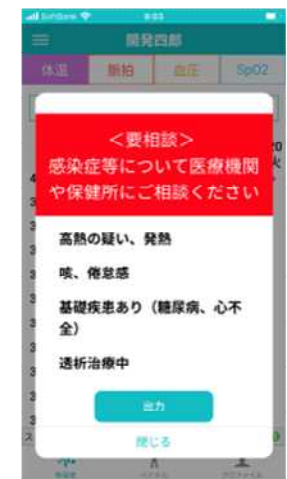 SoftBank 9:03
開発四郎
体温 脈拍 血圧 SpO2
＜要相談＞
感染症等について医療機関
や保健所にご相談ください
高熱の疑い、発熱
咳、倦怠感
基礎疾患あり（糖尿病、心不
全）
透析治療中
出力
閉じる